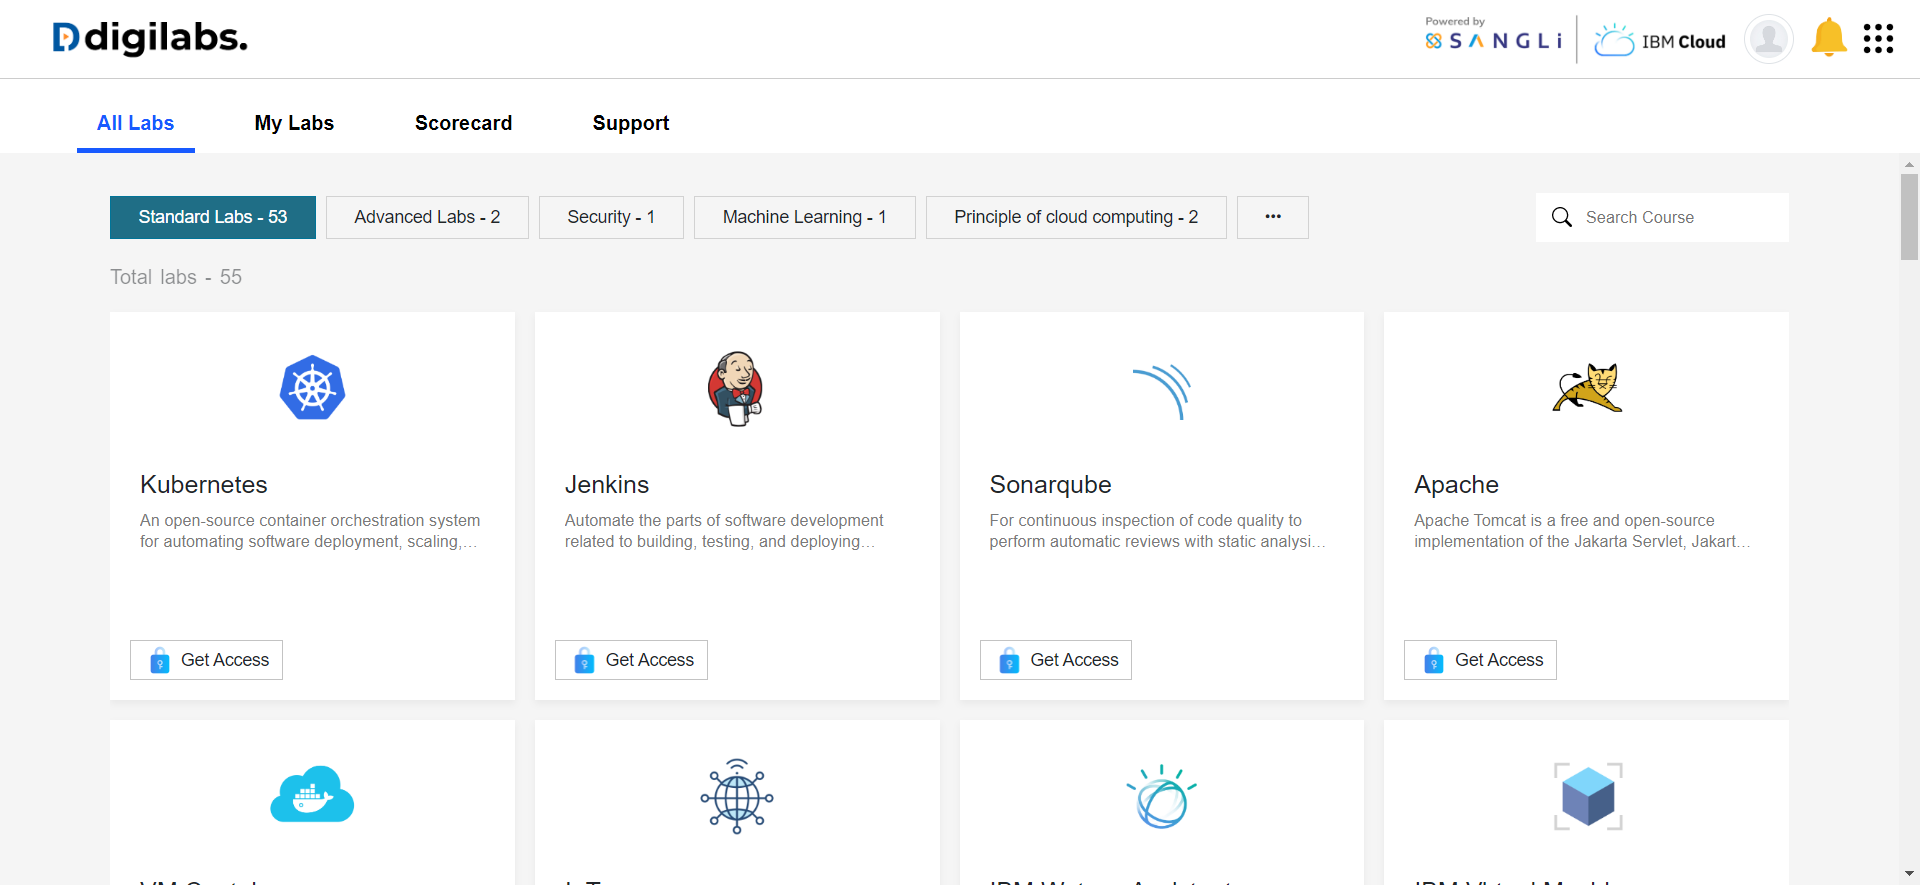 digilabs.
Powered by
SANGLi
IBM Cloud
All Labs
My Labs
Scorecard
Support
Standard Labs - 53
Advanced Labs - 2
Security - 1
Machine Learning - 1
Principle of cloud computing - 2
...
Search Course
Total labs - 55
Kubernetes
An open-source container orchestration system
for automating software deployment, scaling,...
Get Access
Jenkins
Automate the parts of software development
related to building, testing, and deploying...
Get Access
Sonarqube
For continuous inspection of code quality to
perform automatic reviews with static analysi...
Get Access
Apache
Apache Tomcat is a free and open-source
implementation of the Jakarta Servlet, Jakart...
Get Access